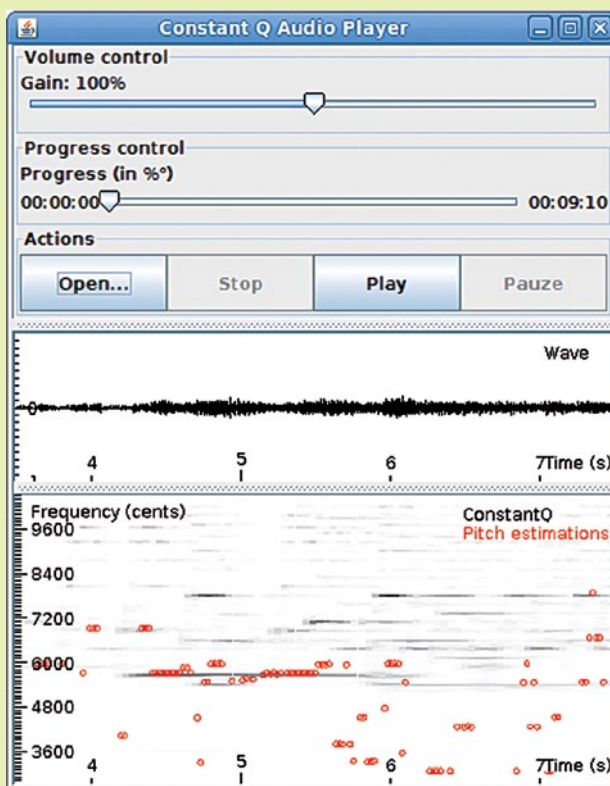 Constant Q Audio Player
Volume control
Gain: 100%
Progress control
Progress (in %°)
00:00:00 00:09:10
Actions
Open... Stop Play Pauze
Wave
0
4 5 6 7Time (s)
Frequency (cents) ConstantQ
Pitch estimations
9600
8400
7200
6000
4800
3600
4 5 6 7Time (s)